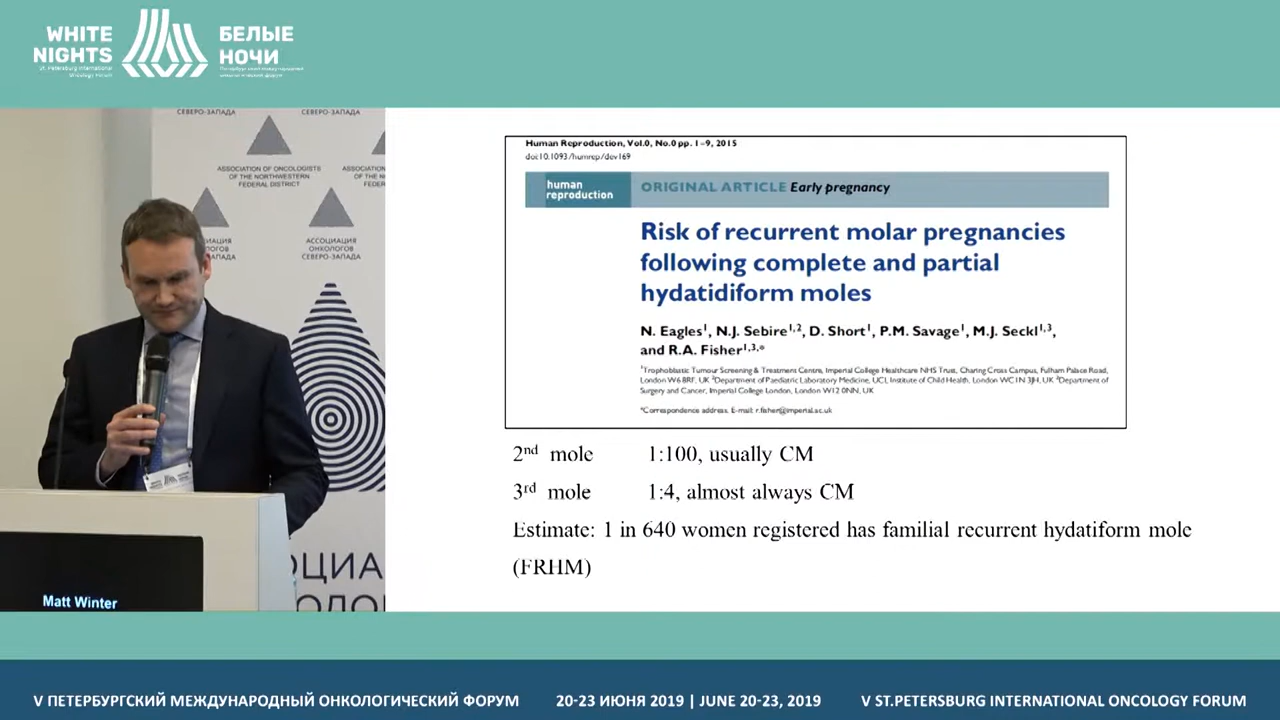 WHITE
NIGHTS
St. Petersburg International
Oncology Forum
БЕЛЫЕ
НОЧИ
СЕВЕРО-ЗАПАДА
СЕВЕРО-ЗАПАДА
ASSOCIATION OF ONCOLOGISTS
OF THE NORTHWESTERN
FEDERAL DISTRICT
АССОЦИАЦИЯ
ОНКОЛОГОВ
СЕВЕРО-ЗАПАДА
Matt Winter
Human Reproduction, Vol.0, No.0 pp. 1–9, 2015
doi:10.1093/humrep/dev169
human
reproduction
ORIGINAL ARTICLE Early pregnancy
Risk of recurrent molar pregnancies
following complete and partial
hydatidiform moles
N. Eagles¹, N.J. Sebire¹,², D. Short¹, P.M. Savage¹, M.J. Seckl¹,³,
and R.A. Fisher¹,³,*
¹Trophoblastic Tumour Screening & Treatment Centre, Imperial College Healthcare NHS Trust, Charing Cross Campus, Fulham Palace Road,
London W6 8RF, UK ²Department of Paediatric Laboratory Medicine, UCL Institute of Child Health, London WC1N 3JH, UK ³Department of
Surgery and Cancer, Imperial College London, London W12 0NN, UK
*Correspondence address. E-mail: r.fisher@imperial.ac.uk
2nd mole 1:100, usually CM
3rd mole 1:4, almost always CM
Estimate: 1 in 640 women registered has familial recurrent hydatiform mole
(FRHM)
V ПЕТЕРБУРГСКИЙ МЕЖДУНАРОДНЫЙ ОНКОЛОГИЧЕСКИЙ ФОРУМ 20-23 ИЮНЯ 2019 | JUNE 20-23, 2019 V ST.PETERSBURG INTERNATIONAL ONCOLOGY FORUM